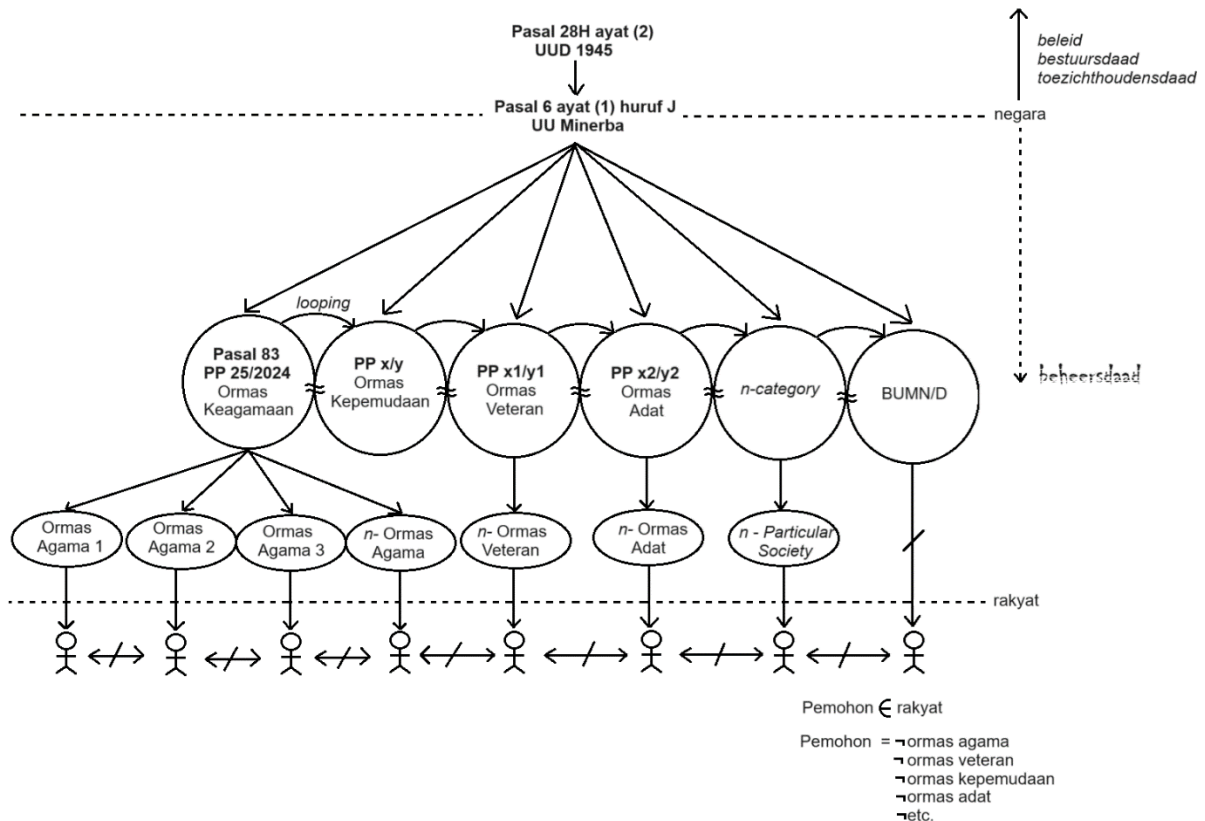 Pasal 28H ayat (2)
UUD 1945
beleid
bestuursdaad
toezichthoudensdaad
Pasal 6 ayat (1) huruf J
UU Minerba
negara
looping
Pasal 83
PP 25/2024
Ormas
Keagamaan
PP x/y
Ormas
Kepemudaan
PP x1/y1
Ormas
Veteran
PP x2/y2
Ormas
Adat
n-category
BUMN/D
beheersdaad
Ormas
Agama 1
Ormas
Agama 2
Ormas
Agama 3
n- Ormas
Agama
n- Ormas
Veteran
n- Ormas
Adat
n - Particular
Society
rakyat
Pemohon ∈ rakyat
Pemohon = ¬ ormas agama
¬ ormas veteran
¬ ormas kepemudaan
¬ ormas adat
¬ etc.